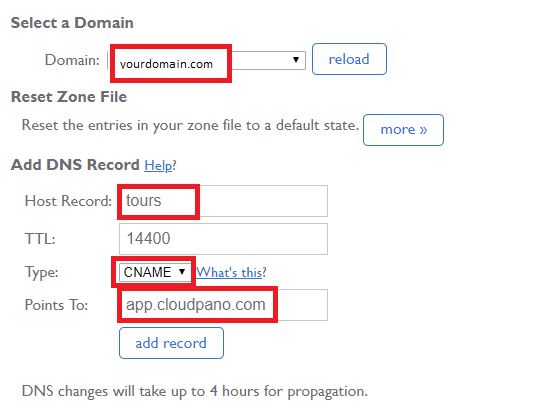 Select a Domain
Domain: yourdomain.com ▼ reload
Reset Zone File
Reset the entries in your zone file to a default state. more »
Add DNS Record Help?
Host Record: tours
TTL: 14400
Type: CNAME ▼ What's this?
Points To: app.cloudpano.com
add record
DNS changes will take up to 4 hours for propagation.